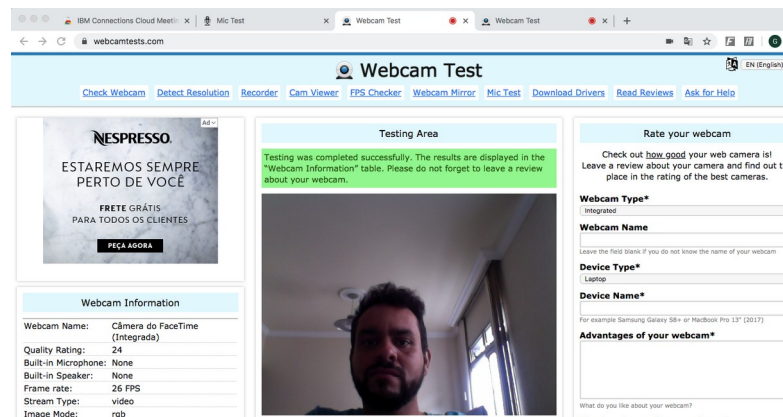 IBM Connections Cloud Meetin
Mic Test
Webcam Test
Webcam Test
webcamtests.com
G
Webcam Test
EN (English)
Check Webcam Detect Resolution Recorder Cam Viewer FPS Checker Webcam Mirror Mic Test Download Drivers Read Reviews Ask for Help
Ad
NESPRESSO.
ESTAREMOS SEMPRE
PERTO DE VOCÊ
FRETE GRÁTIS
PARA TODOS OS CLIENTES
PEÇA AGORA
Webcam Information
Webcam Name: Câmera do FaceTime
(Integrada)
Quality Rating: 24
Built-in Microphone: None
Built-in Speaker: None
Frame rate: 26 FPS
Stream Type: video
Image Mode: rgb
Testing Area
Testing was completed successfully. The results are displayed in the
"Webcam Information" table. Please do not forget to leave a review
about your webcam.
Rate your webcam
Check out how good your web camera is!
Leave a review about your camera and find out
place in the rating of the best cameras.
Webcam Type*
Integrated
Webcam Name
Leave the field blank if you do not know the name of your webcam
Device Type*
Laptop
Device Name*
For example Samsung Galaxy S8+ or MacBook Pro 13" (2017)
Advantages of your webcam*
What do you like about your webcam?